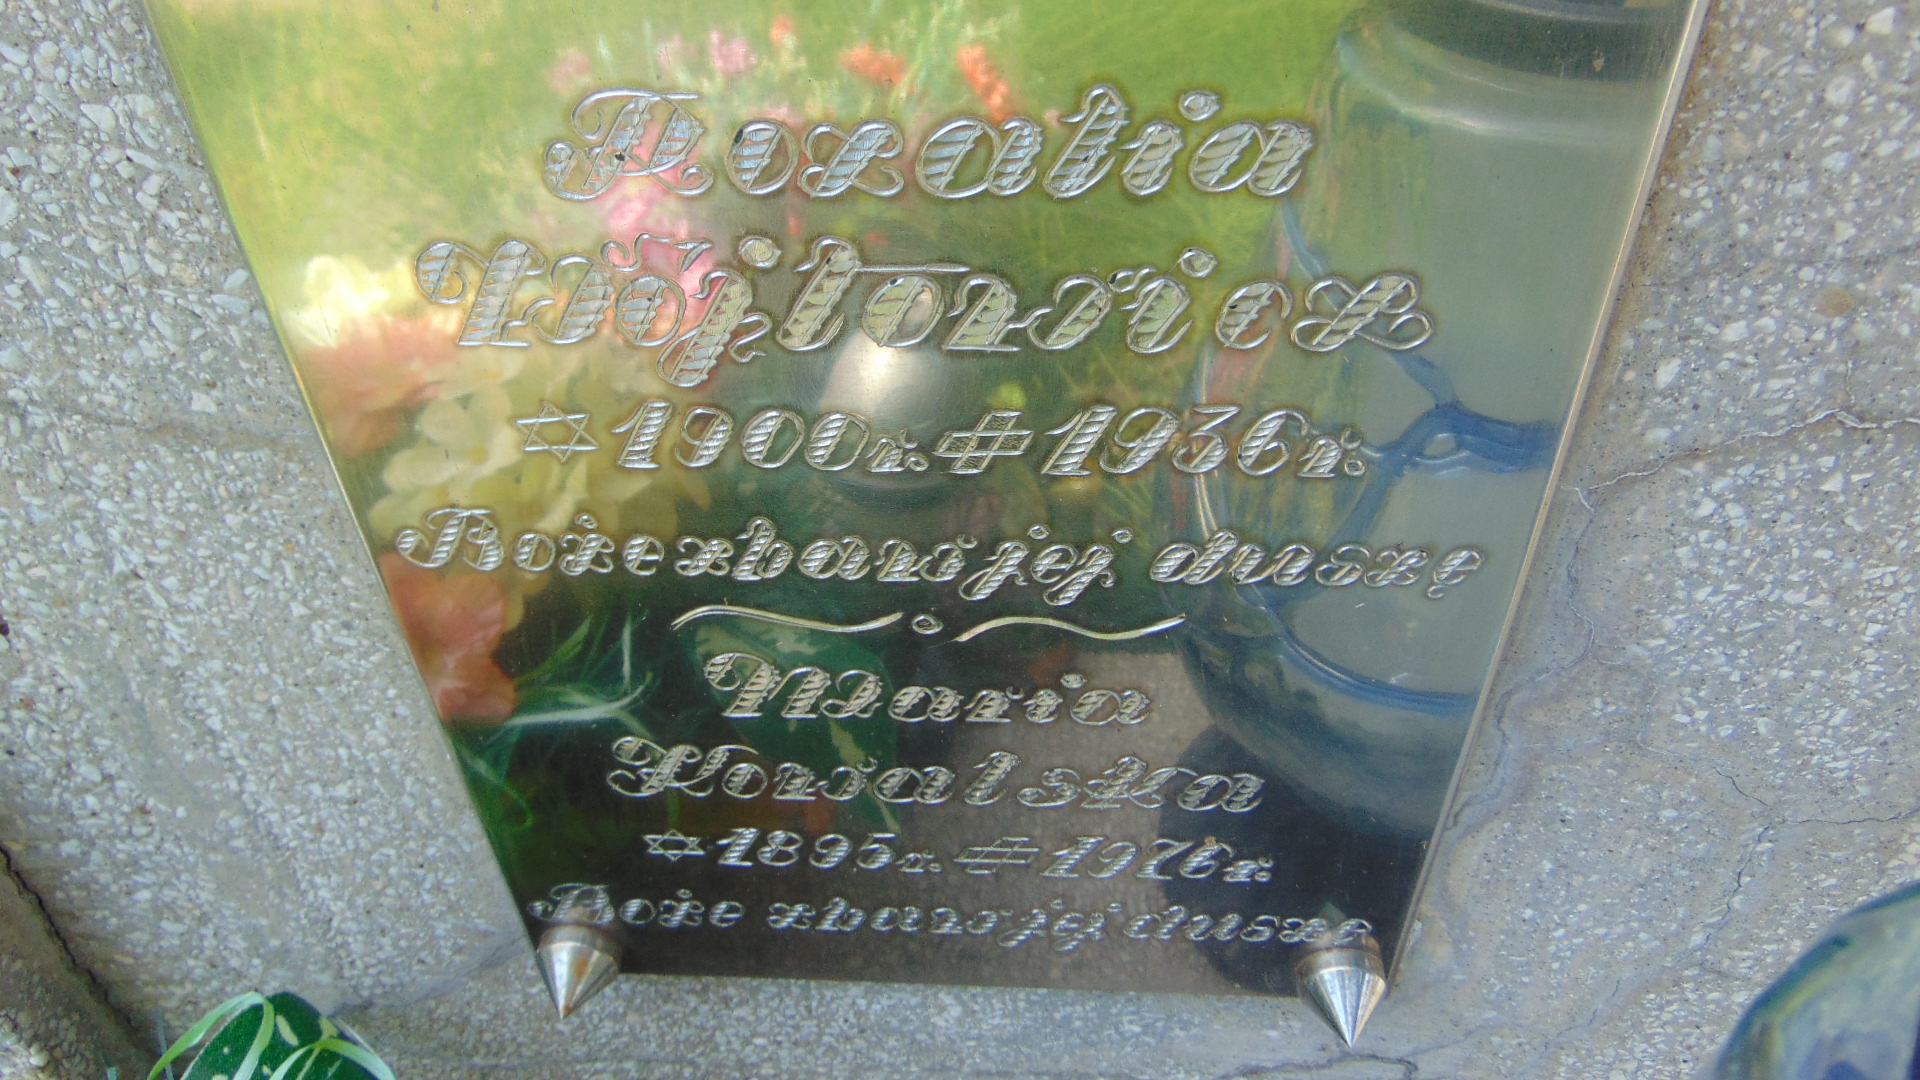 Rozalia
Wójtowicz
✡1900r.✝1936r.
Boże zbaw jej duszę
Maria
Kowalska
✡1895r.✝1976r.
Boże zbaw jej duszę